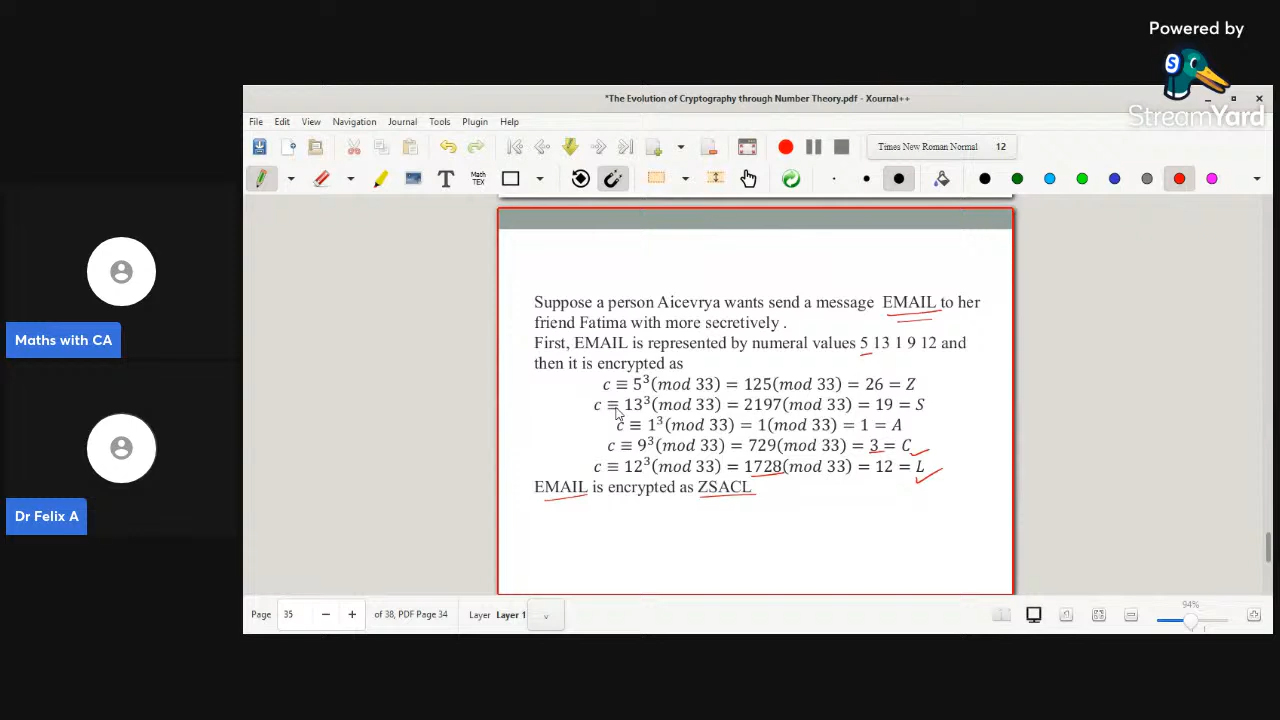 Powered by
S
StreamYard
*The Evolution of Cryptography through Number Theory.pdf - Xournal++
File Edit View Navigation Journal Tools Plugin Help
Times New Roman Normal 12
T Math TEX
Suppose a person Aicevrya wants send a message EMAIL to her
friend Fatima with more secretively .
First, EMAIL is represented by numeral values 5 13 1 9 12 and
then it is encrypted as
c ≡ 5³(mod 33) = 125(mod 33) = 26 = Z
c ≡ 13³(mod 33) = 2197(mod 33) = 19 = S
c ≡ 1³(mod 33) = 1(mod 33) = 1 = A
c ≡ 9³(mod 33) = 729(mod 33) = 3 = C
c ≡ 12³(mod 33) = 1728(mod 33) = 12 = L
EMAIL is encrypted as ZSACL
Maths with CA
Dr Felix A
Page 35 − + of 38, PDF Page 34 Layer Layer 1 94%